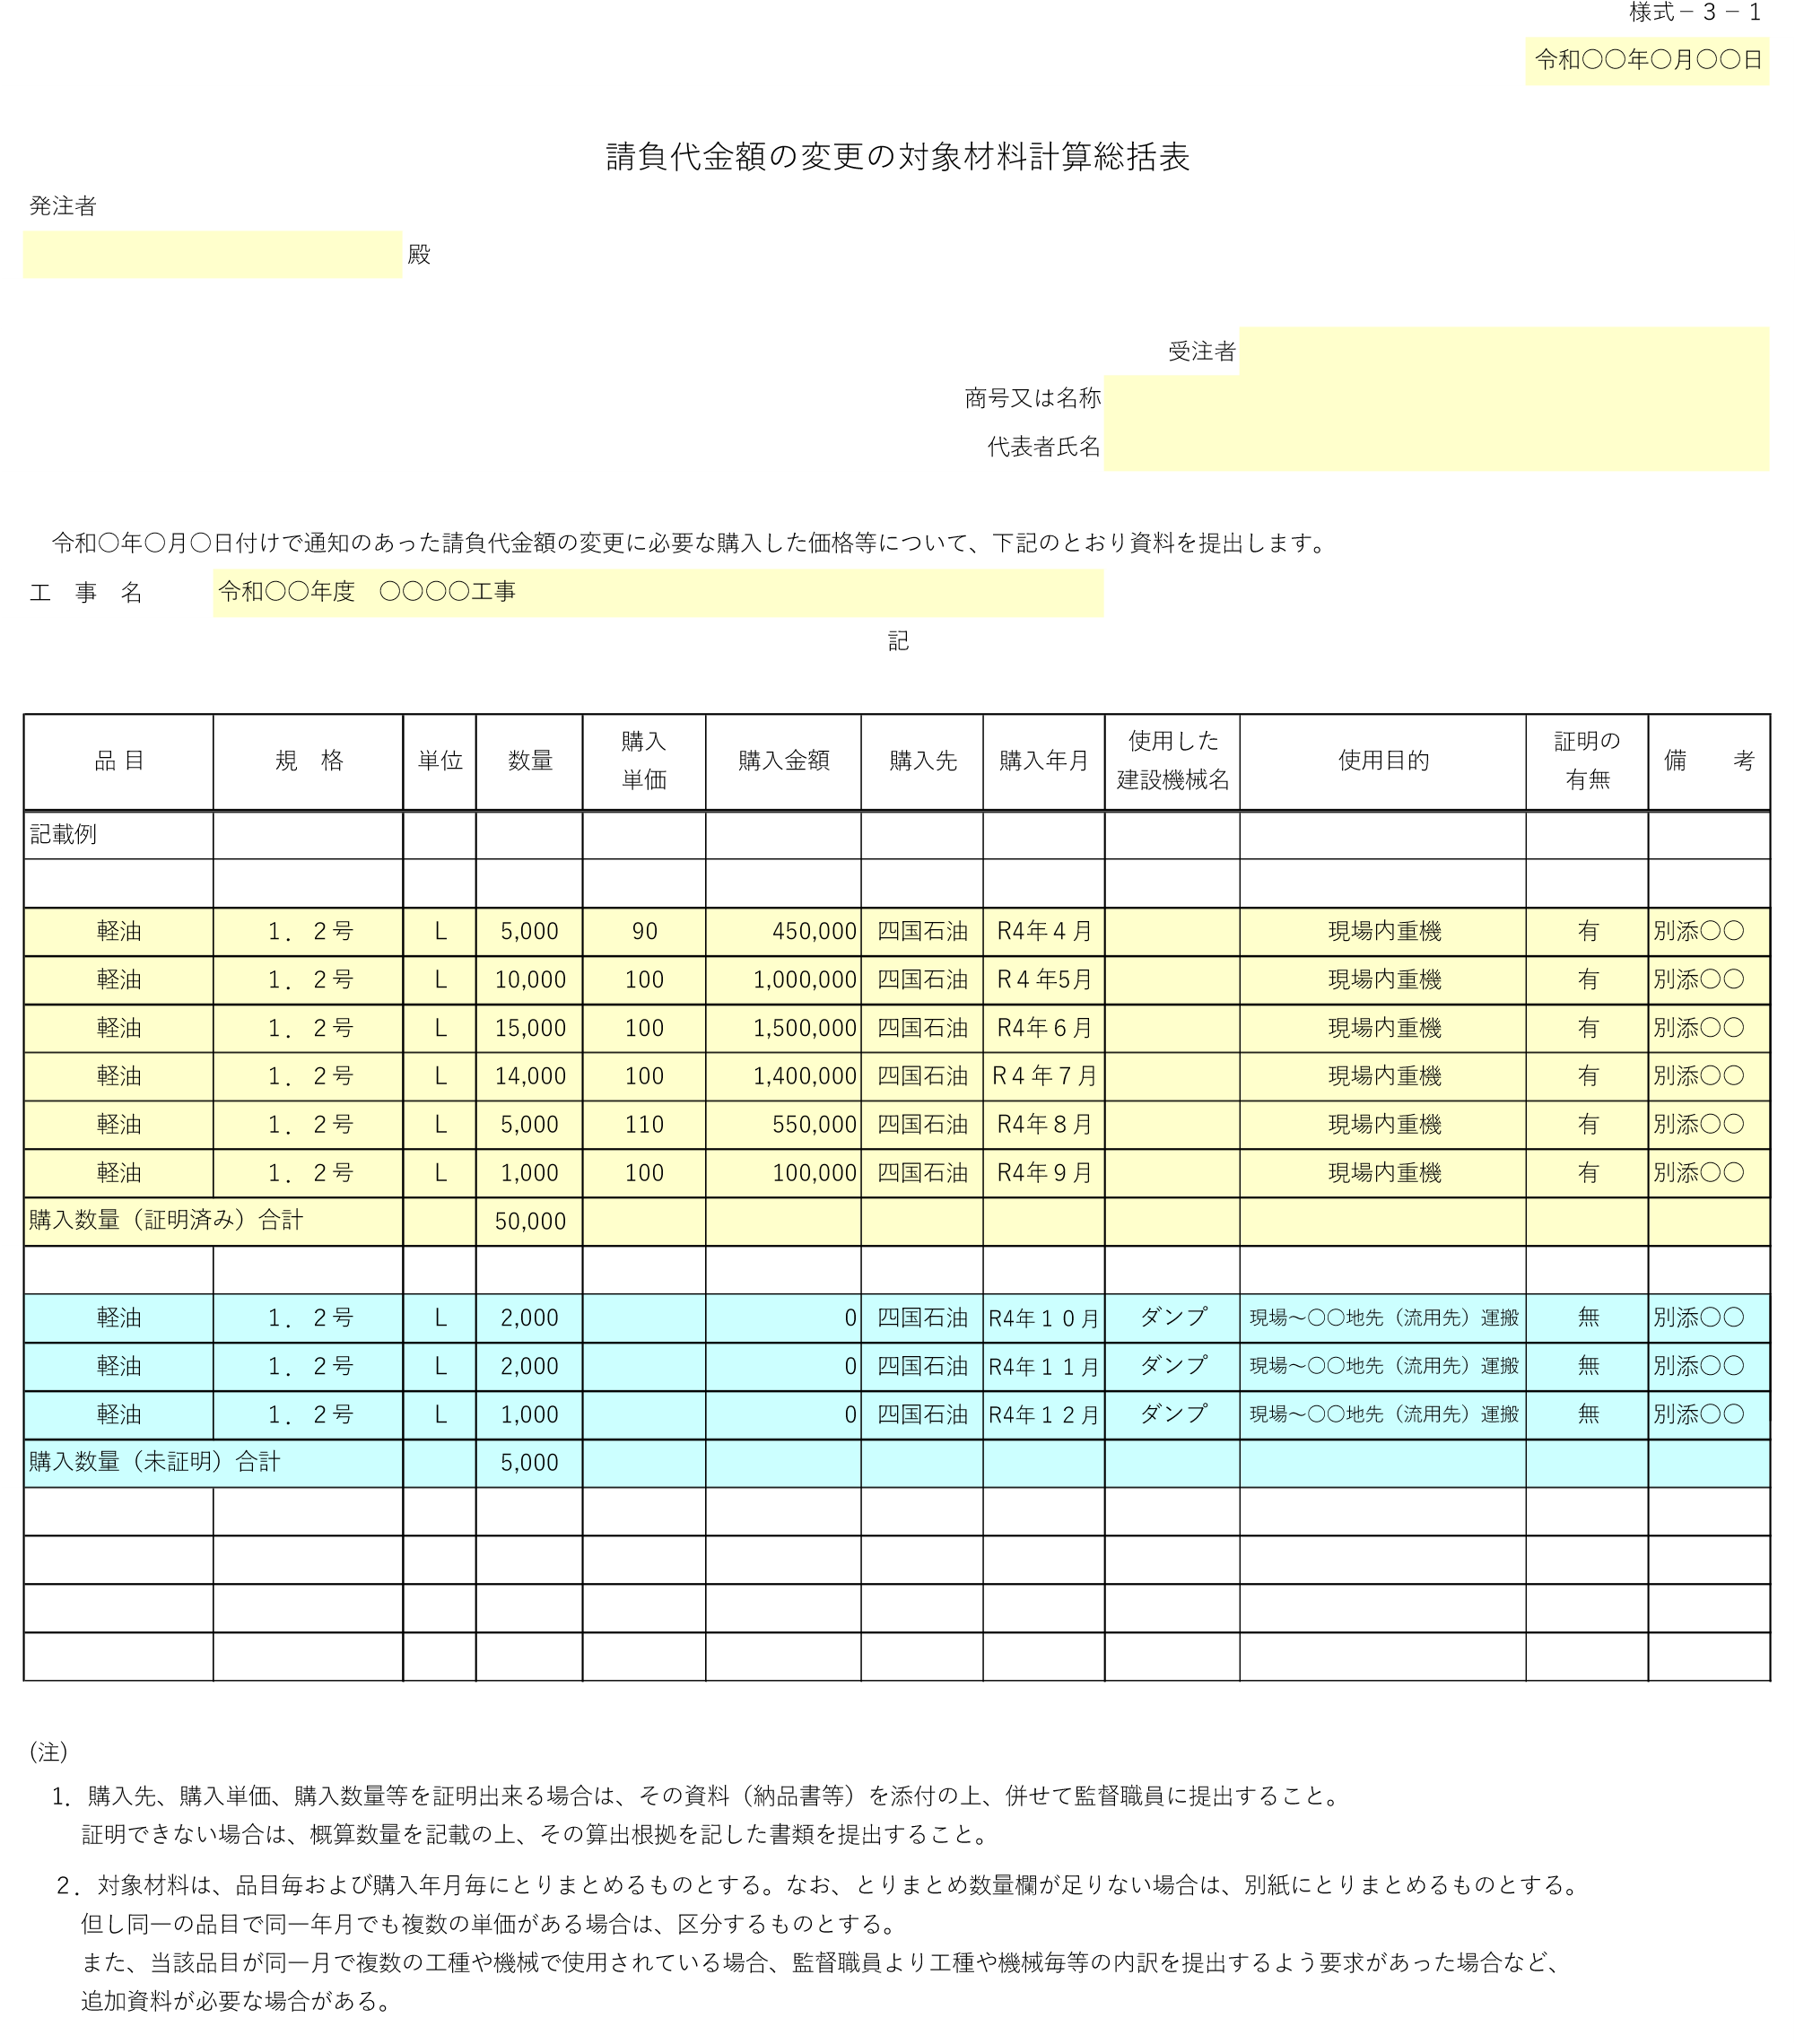 様式－３－１
令和〇〇年〇月〇〇日
請負代金額の変更の対象材料計算総括表
発注者
殿
受注者
商号又は名称
代表者氏名
令和〇年〇月〇日付けで通知のあった請負代金額の変更に必要な購入した価格等について、下記のとおり資料を提出します。
工　事　名　令和〇〇年度　〇〇〇〇工事
記
品 目　規　格　単位　数量　購入単価　購入金額　購入先　購入年月　使用した建設機械名　使用目的　証明の有無　備　　考
記載例
軽油 １．２号 L 5,000 90 450,000 四国石油 R4年４月 現場内重機 有 別添〇〇
軽油 １．２号 L 10,000 100 1,000,000 四国石油 R４年5月 現場内重機 有 別添〇〇
軽油 １．２号 L 15,000 100 1,500,000 四国石油 R4年６月 現場内重機 有 別添〇〇
軽油 １．２号 L 14,000 100 1,400,000 四国石油 R４年７月 現場内重機 有 別添〇〇
軽油 １．２号 L 5,000 110 550,000 四国石油 R4年８月 現場内重機 有 別添〇〇
軽油 １．２号 L 1,000 100 100,000 四国石油 R4年９月 現場内重機 有 別添〇〇
購入数量（証明済み）合計 50,000
軽油 １．２号 L 2,000 0 四国石油 R4年１０月 ダンプ 現場～〇〇地先（流用先）運搬 無 別添〇〇
軽油 １．２号 L 2,000 0 四国石油 R4年１１月 ダンプ 現場～〇〇地先（流用先）運搬 無 別添〇〇
軽油 １．２号 L 1,000 0 四国石油 R4年１２月 ダンプ 現場～〇〇地先（流用先）運搬 無 別添〇〇
購入数量（未証明）合計 5,000
（注）
1．購入先、購入単価、購入数量等を証明出来る場合は、その資料（納品書等）を添付の上、併せて監督職員に提出すること。
証明できない場合は、概算数量を記載の上、その算出根拠を記した書類を提出すること。
２．対象材料は、品目毎および購入年月毎にとりまとめるものとする。なお、とりまとめ数量欄が足りない場合は、別紙にとりまとめるものとする。
但し同一の品目で同一年月でも複数の単価がある場合は、区分するものとする。
また、当該品目が同一月で複数の工種や機械で使用されている場合、監督職員より工種や機械毎等の内訳を提出するよう要求があった場合など、
追加資料が必要な場合がある。